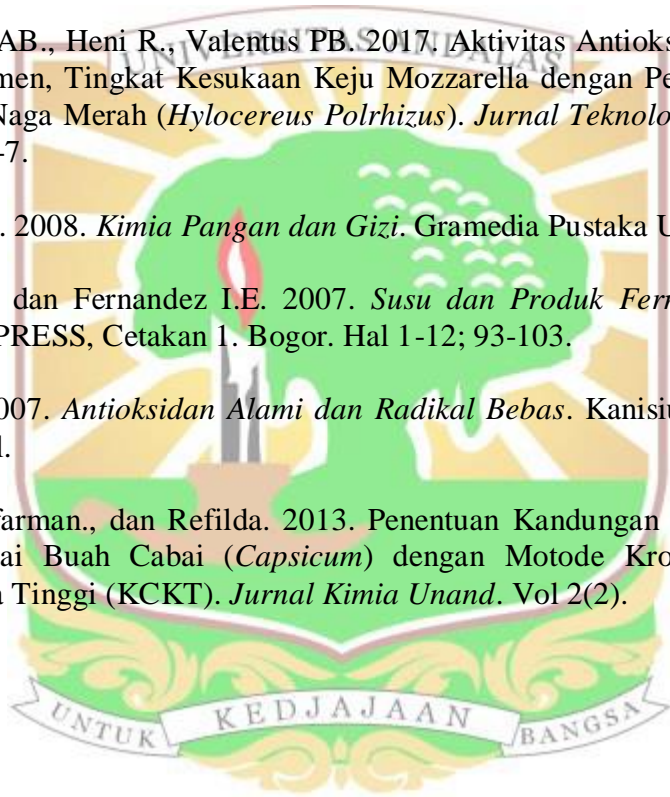 AB., Heni R., Valentus PB. 2017. Aktivitas Antioks
men, Tingkat Kesukaan Keju Mozzarella dengan Pe
Naga Merah (Hylocereus Polrhizus). Jurnal Teknolo
-7.
. 2008. Kimia Pangan dan Gizi. Gramedia Pustaka U
dan Fernandez I.E. 2007. Susu dan Produk Fern
PRESS, Cetakan 1. Bogor. Hal 1-12; 93-103.
007. Antioksidan Alami dan Radikal Bebas. Kanisiu
l.
farman., dan Refilda. 2013. Penentuan Kandungan
ai Buah Cabai (Capsicum) dengan Motode Kro
a Tinggi (KCKT). Jurnal Kimia Unand. Vol 2(2).
UNIVERSITAS ANDALAS
UNTUK KEDJAJAAN BANGSA